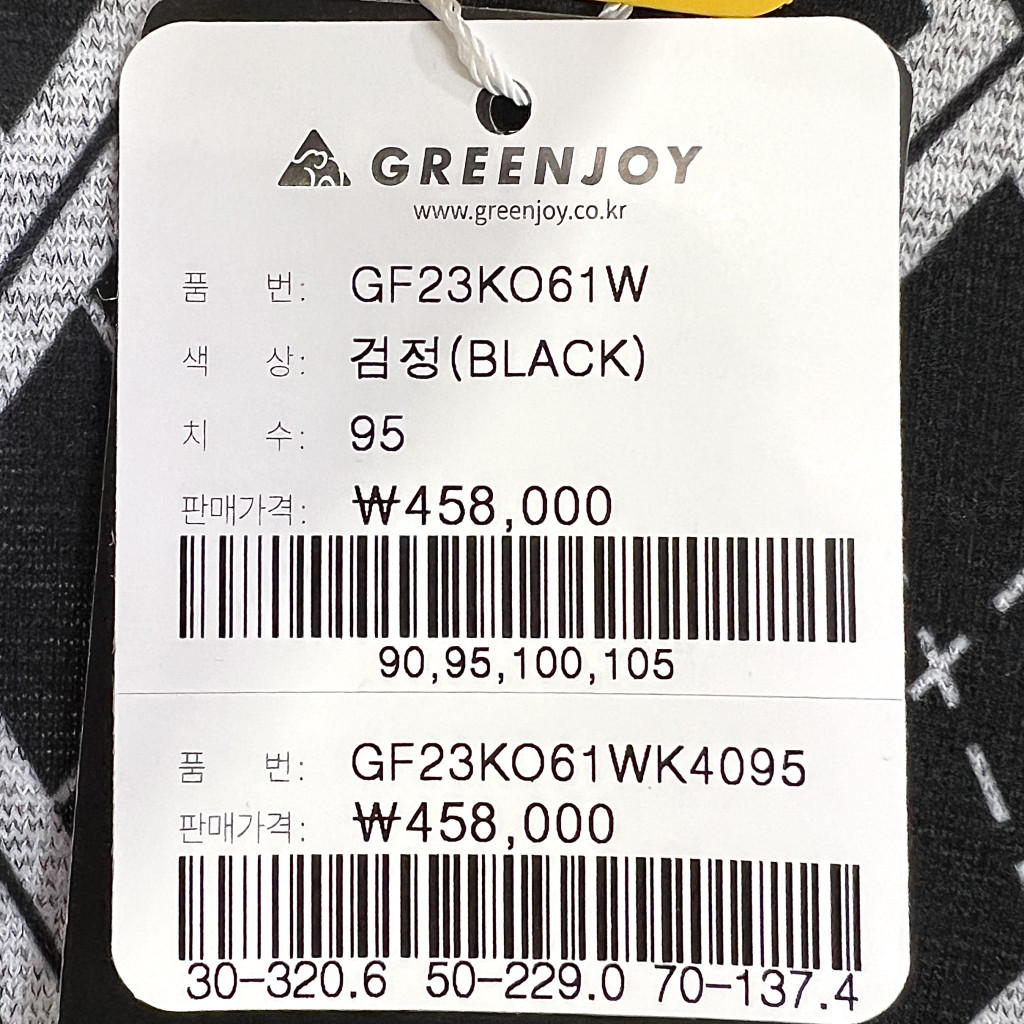 GREENJOY
www.greenjoy.co.kr
품 번: GF23KO61W
색 상: 검정(BLACK)
치 수: 95
판매가격: ₩458,000
90,95,100,105
품 번: GF23KO61WK4095
판매가격: ₩458,000
30-320.6 50-229.0 70-137.4